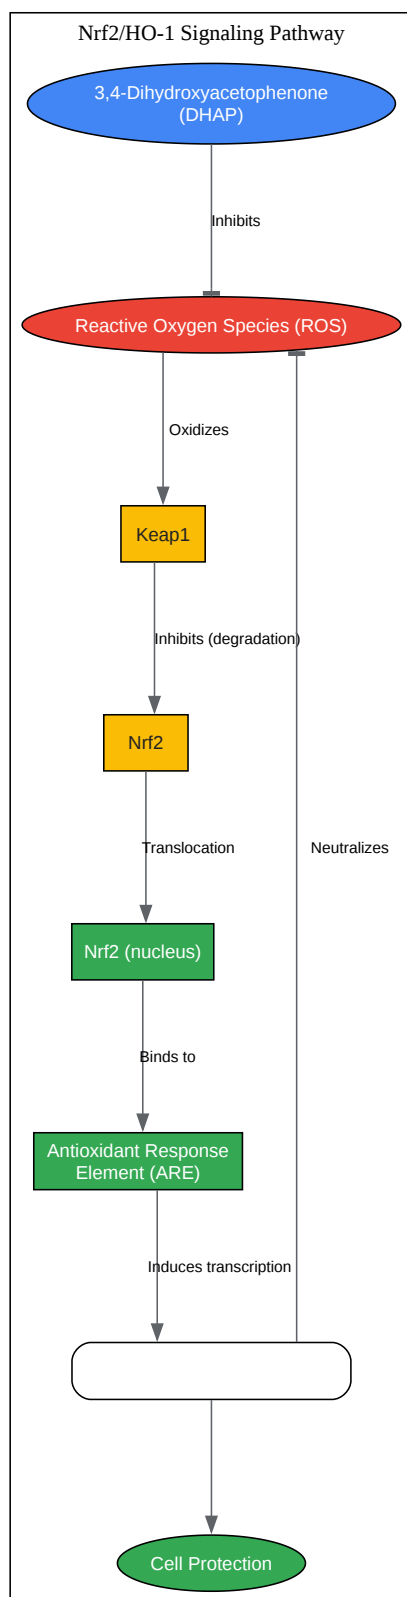 Nrf2/HO-1 Signaling Pathway
3,4-Dihydroxyacetophenone
(DHAP)
Inhibits
Reactive Oxygen Species (ROS)
Oxidizes
Keap1
Inhibits (degradation)
Nrf2
Translocation
Neutralizes
Nrf2 (nucleus)
Binds to
Antioxidant Response
Element (ARE)
Induces transcription
Cell Protection